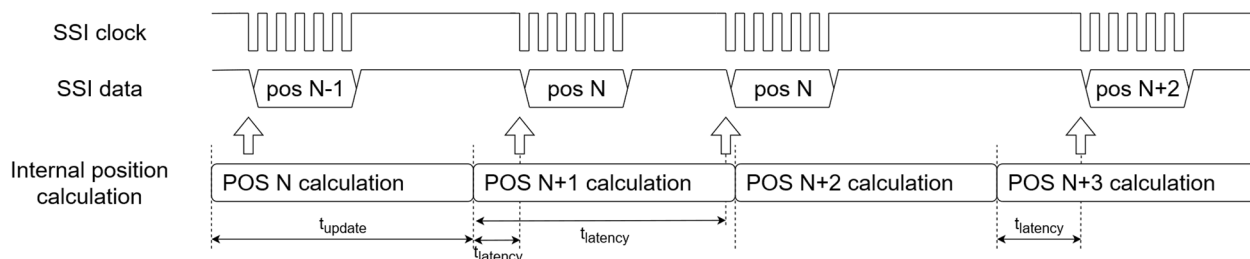 SSI clock
SSI data
pos N-1
pos N
pos N
pos N+2
Internal position
calculation
POS N calculation
POS N+1 calculation
POS N+2 calculation
POS N+3 calculation
tupdate
tlatency
tlatency
tlatency